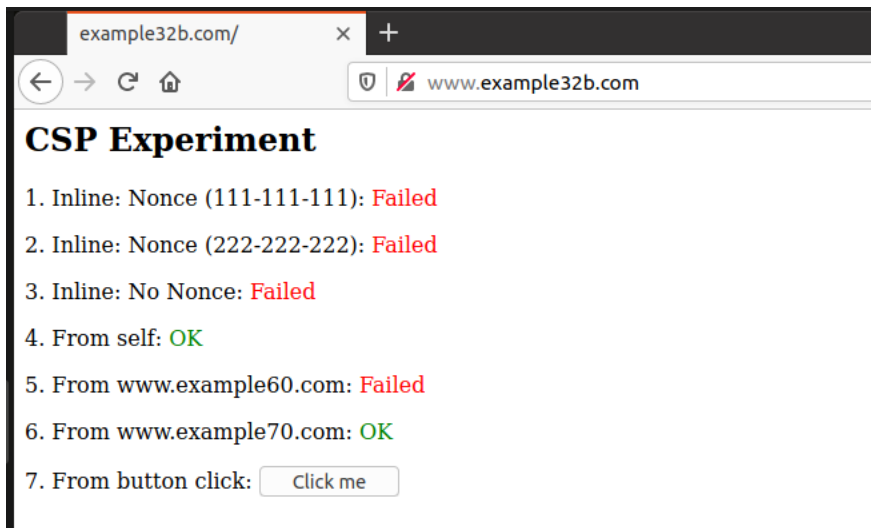 example32b.com/
www.example32b.com
CSP Experiment
1. Inline: Nonce (111-111-111): Failed
2. Inline: Nonce (222-222-222): Failed
3. Inline: No Nonce: Failed
4. From self: OK
5. From www.example60.com: Failed
6. From www.example70.com: OK
7. From button click: Click me